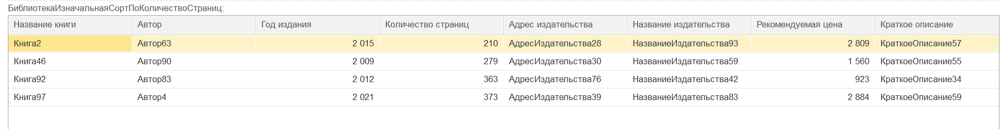 БиблиотекаИзначальнаяСортПоКоличествоСтраниц:
Название книги Автор Год издания Количество страниц Адрес издательства Название издательства Рекомендуемая цена Краткое описание
Книга2 Автор63 2 015 210 АдресИздательства28 НазваниеИздательства93 2 809 КраткоеОписание57
Книга46 Автор90 2 009 279 АдресИздательства30 НазваниеИздательства59 1 560 КраткоеОписание55
Книга92 Автор83 2 012 363 АдресИздательства76 НазваниеИздательства42 923 КраткоеОписание34
Книга97 Автор4 2 021 373 АдресИздательства39 НазваниеИздательства83 2 884 КраткоеОписание59